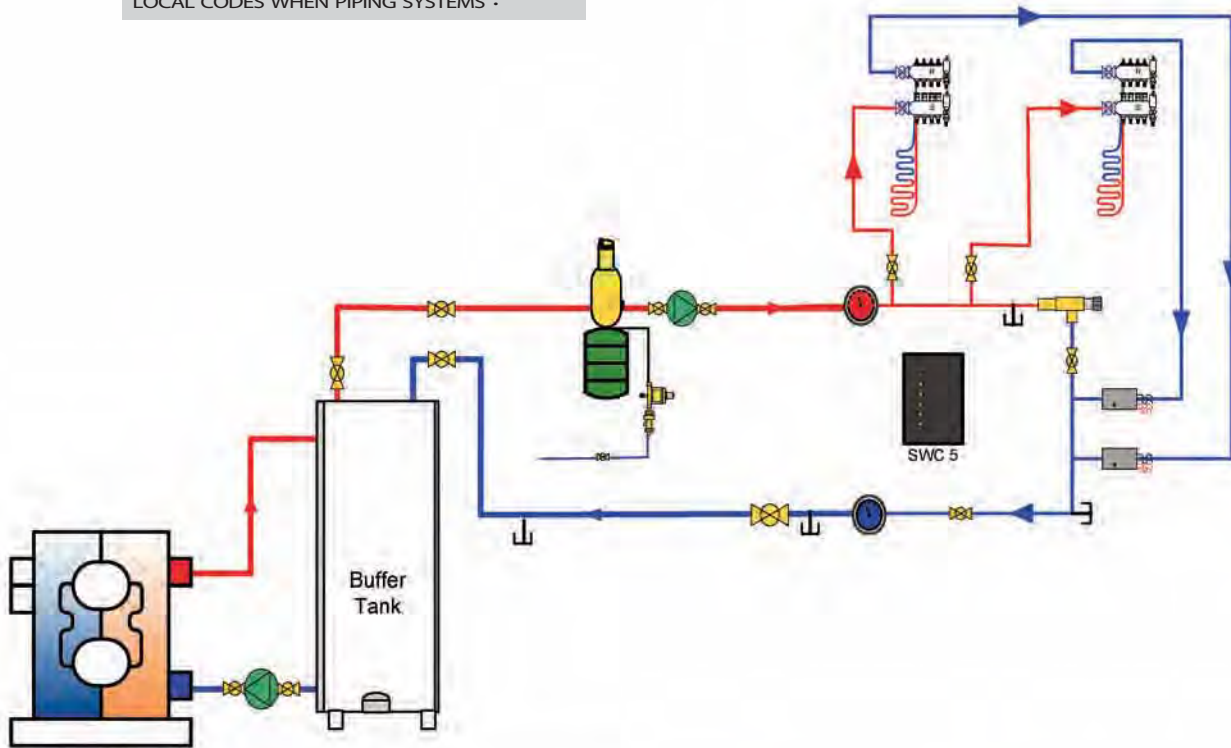 LOCAL CODES WHEN PIPING SYSTEMS .
SWC 5
Buffer
Tank